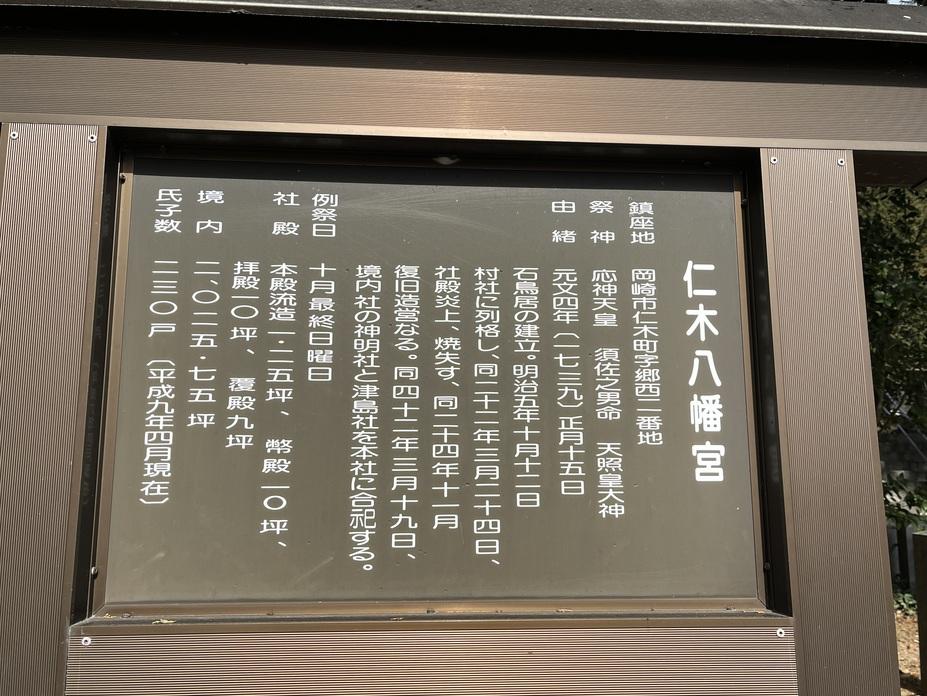 仁木八幡宮
鎮座地 岡崎市仁木町字郷西二番地
祭神 応神天皇 須佐之男命 天照皇大神
由緒 元文四年(一七三九)正月十五日
石鳥居の建立。明治五年十月十二日
村社に列格し、同二十二年三月二十四日、
社殿炎上、焼失す、同二十四年十一月
復旧造営なる。同四十二年三月十九日、
境内社の神明社と津島社を本社に合祀する。
例祭日 十月最終日曜日
社殿 本殿流造一・二五坪、 幣殿一〇坪、
拝殿一〇坪、 覆殿九坪
境内 二、〇二五・七五坪
氏子数 二三〇戸 (平成九年四月現在)